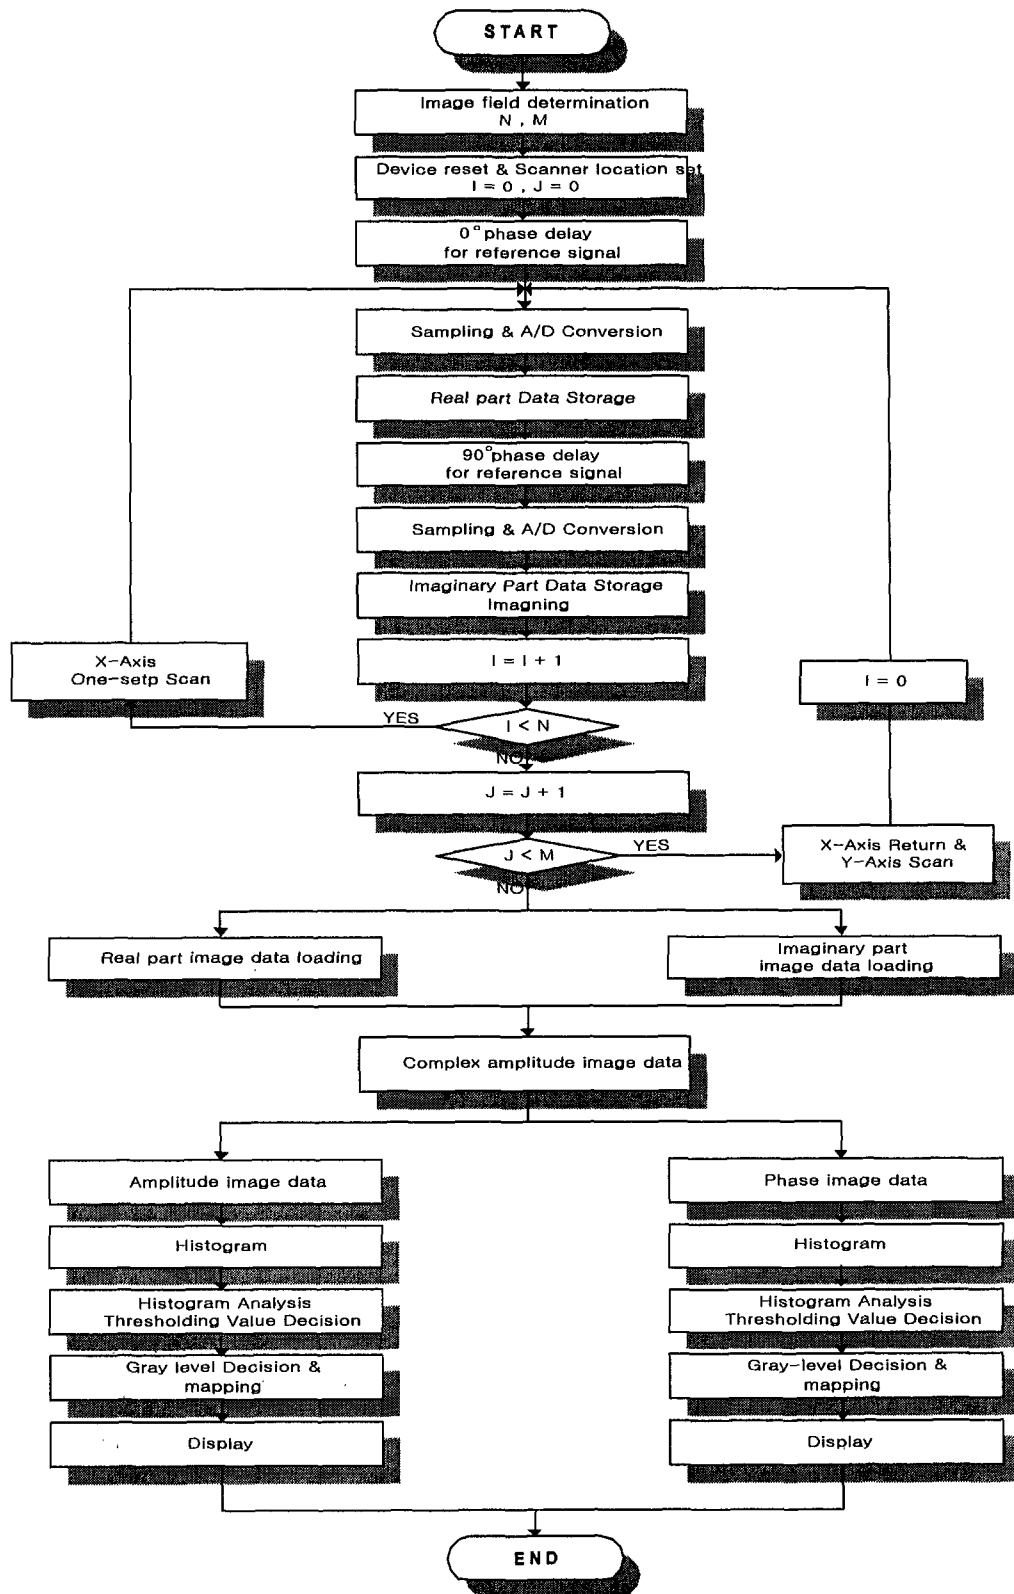 START
Image field determination
N , M
Device reset & Scanner location set
I = 0 , J = 0
0° phase delay
for reference signal
Sampling & A/D Conversion
Real part Data Storage
90° phase delay
for reference signal
Sampling & A/D Conversion
Imaginary Part Data Storage
Imagning
I = I + 1
X-Axis
One-setp Scan
I = 0
YES
I < N
NO
J = J + 1
J < M
YES
X-Axis Return &
Y-Axis Scan
NO
Real part image data loading
Imaginary part
image data loading
Complex amplitude image data
Amplitude image data
Phase image data
Histogram
Histogram
Histogram Analysis
Thresholding Value Decision
Histogram Analysis
Thresholding Value Decision
Gray level Decision &
mapping
Gray-level Decision &
mapping
Display
Display
END